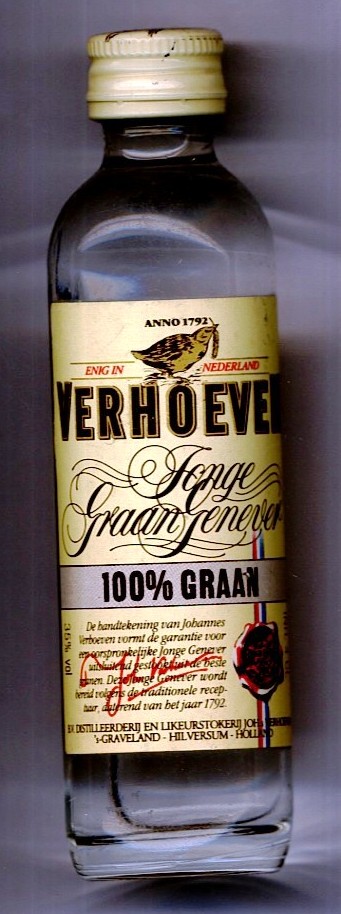 ANNO 1792
ENIG IN NEDERLAND
VERHOEVEN
Jonge
Graan Genever
100% GRAAN
De handtekening van Johannes
Verhoeven vormt de garantie voor
een oorspronkelijke Jonge Genever
uitsluitend gestookt uit de beste
granen. Deze Jonge Genever wordt
bereid volgens de traditionele recep-
tuur, daterend van het jaar 1792.
35% vol
B.V. DISTILLEERDERIJ EN LIKEURSTOKERIJ JOH. VERHOEVEN
's-GRAVELAND - HILVERSUM - HOLLAND